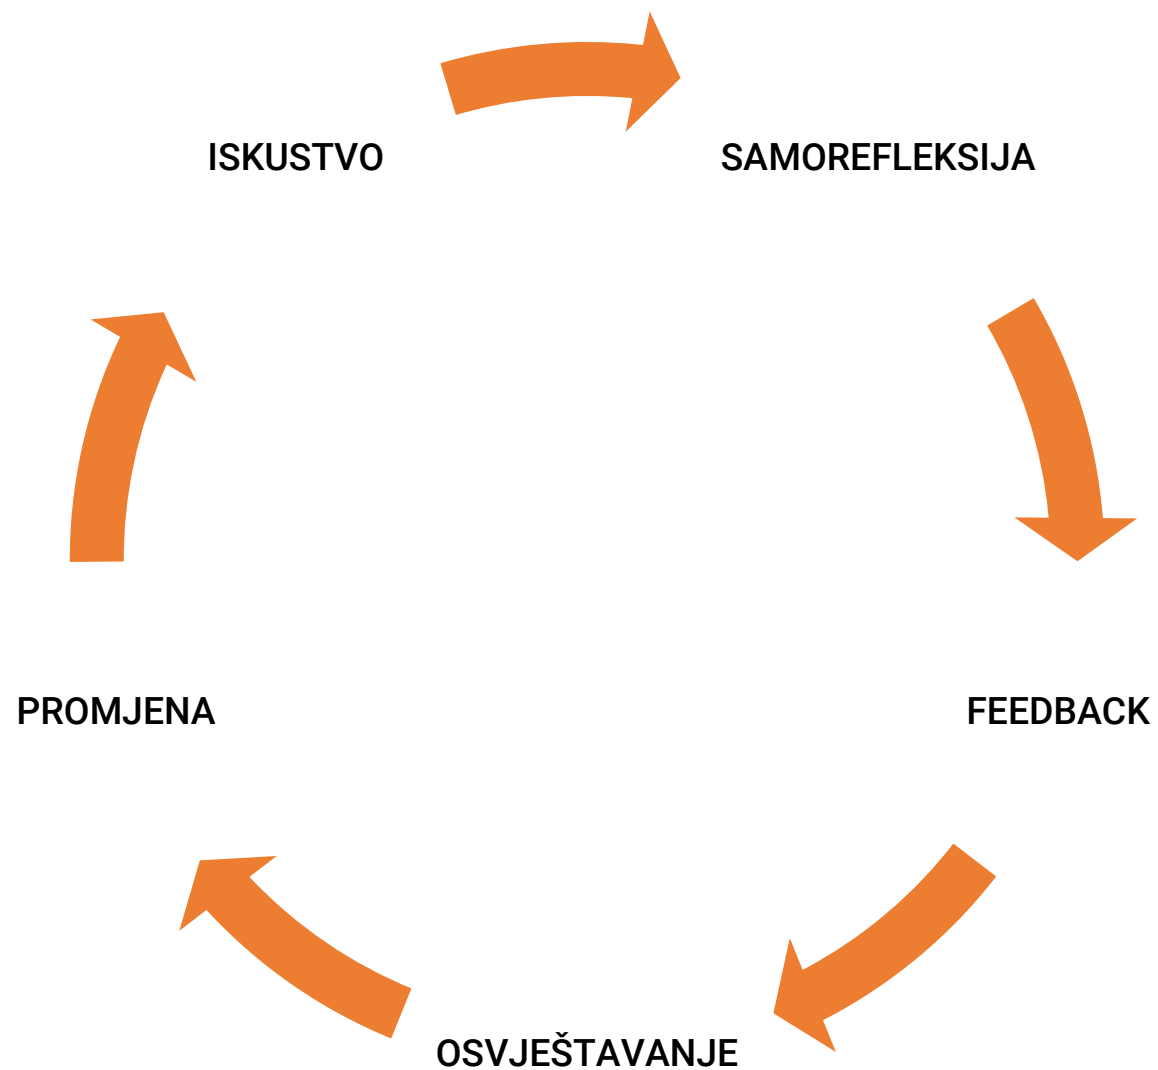 ISKUSTVO
SAMOREFLEKSIJA
FEEDBACK
OSVJEŠTAVANJE
PROMJENA